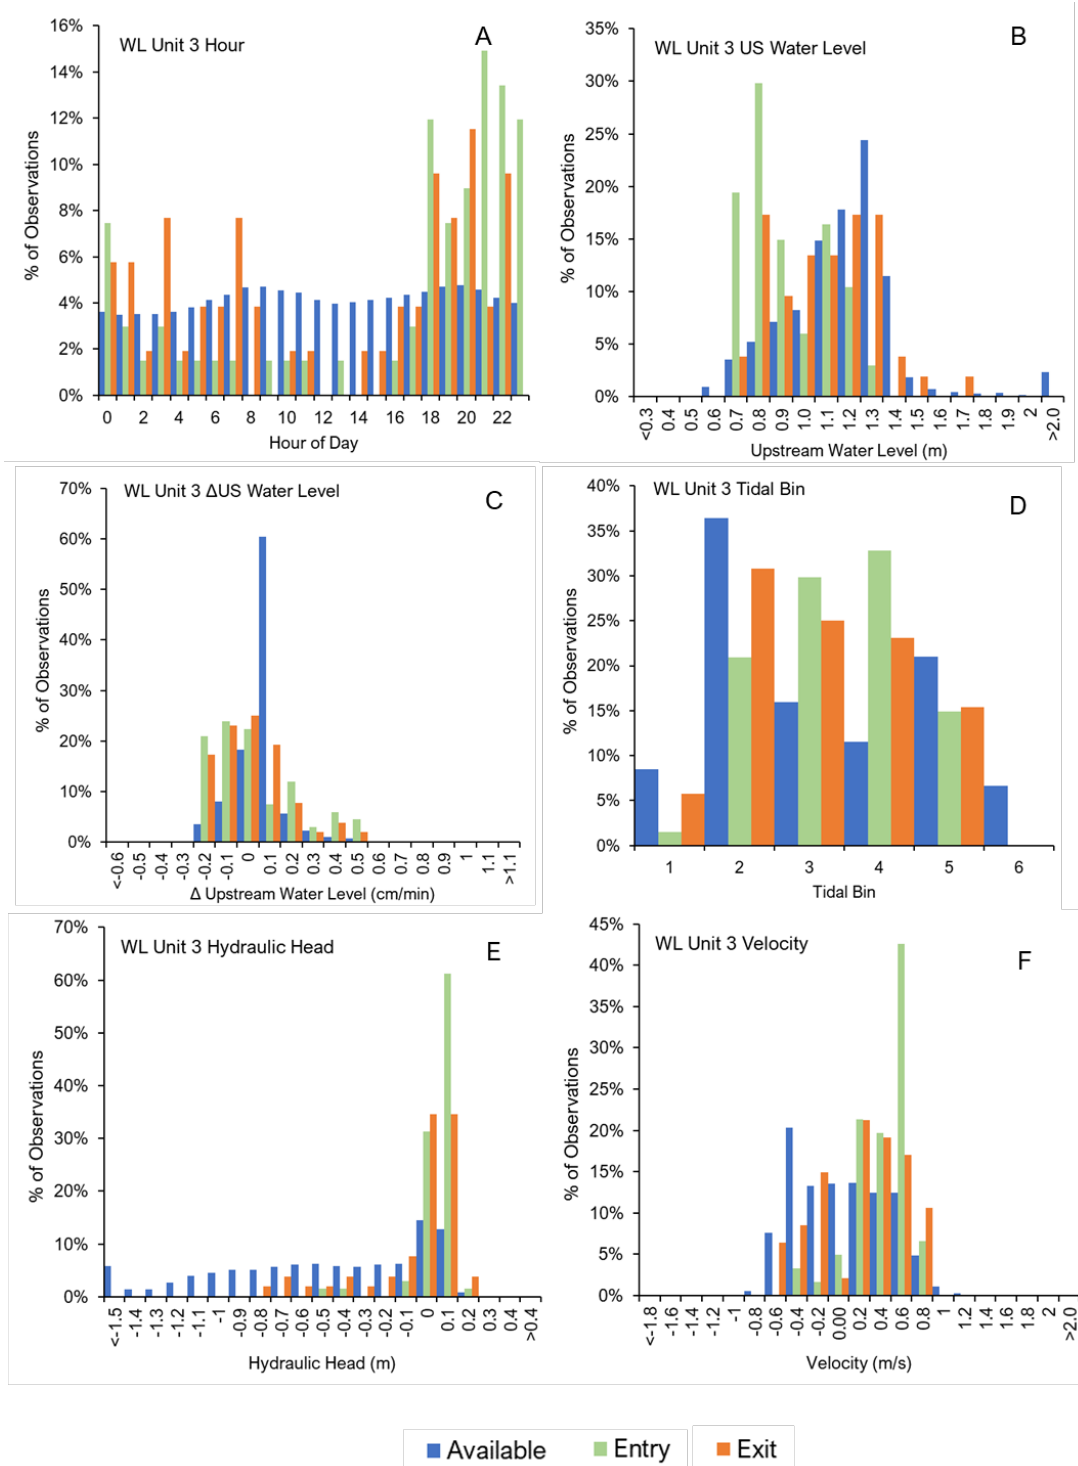 WL Unit 3 Hour
A
16%
14%
12%
10%
8%
6%
4%
2%
0%
% of Observations
0 2 4 6 8 10 12 14 16 18 20 22
Hour of Day
WL Unit 3 US Water Level
B
35%
30%
25%
20%
15%
10%
5%
0%
% of Observations
<0.3 0.4 0.5 0.6 0.7 0.8 0.9 1.0 1.1 1.2 1.3 1.4 1.5 1.6 1.7 1.8 1.9 2 >2.0
Upstream Water Level (m)
WL Unit 3 ΔUS Water Level
C
70%
60%
50%
40%
30%
20%
10%
0%
% of Observations
<-0.6 -0.5 -0.4 -0.3 -0.2 -0.1 0 0.1 0.2 0.3 0.4 0.5 0.6 0.7 0.8 0.9 1 1.1 >1.1
Δ Upstream Water Level (cm/min)
WL Unit 3 Tidal Bin
D
40%
35%
30%
25%
20%
15%
10%
5%
0%
% of Observations
1 2 3 4 5 6
Tidal Bin
WL Unit 3 Hydraulic Head
E
70%
60%
50%
40%
30%
20%
10%
0%
% of Observations
<-1.5 -1.4 -1.3 -1.2 -1.1 -1 -0.9 -0.8 -0.7 -0.6 -0.5 -0.4 -0.3 -0.2 -0.1 0 0.1 0.2 0.3 0.4 >0.4
Hydraulic Head (m)
WL Unit 3 Velocity
F
45%
40%
35%
30%
25%
20%
15%
10%
5%
0%
% of Observations
<-1.8 -1.6 -1.4 -1.2 -1 -0.8 -0.6 -0.4 -0.2 0.00 0.2 0.4 0.6 0.8 1 1.2 1.4 1.6 1.8 2 >2.0
Velocity (m/s)
Available Entry Exit